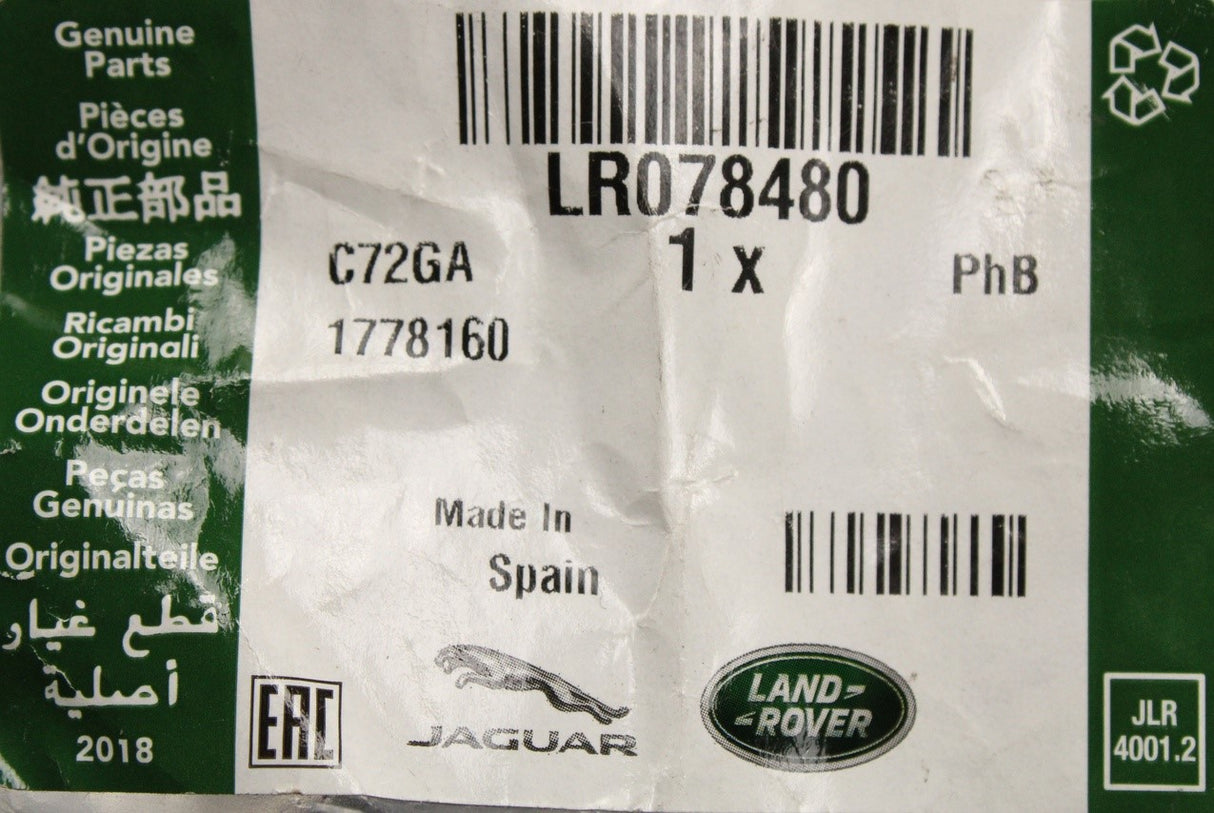 Genuine
Parts
Pièces
d'Origine
純正部品
Piezas
Originales
Ricambi
Originali
Originele
Onderdelen
Peças
Genuinas
Originalteile
قطع غيار
أصلية
2018
LR078480
1 x
C72GA
PhB
1778160
Made In
Spain
EAC
JAGUAR
LAND-
-ROVER
JLR
4001.2